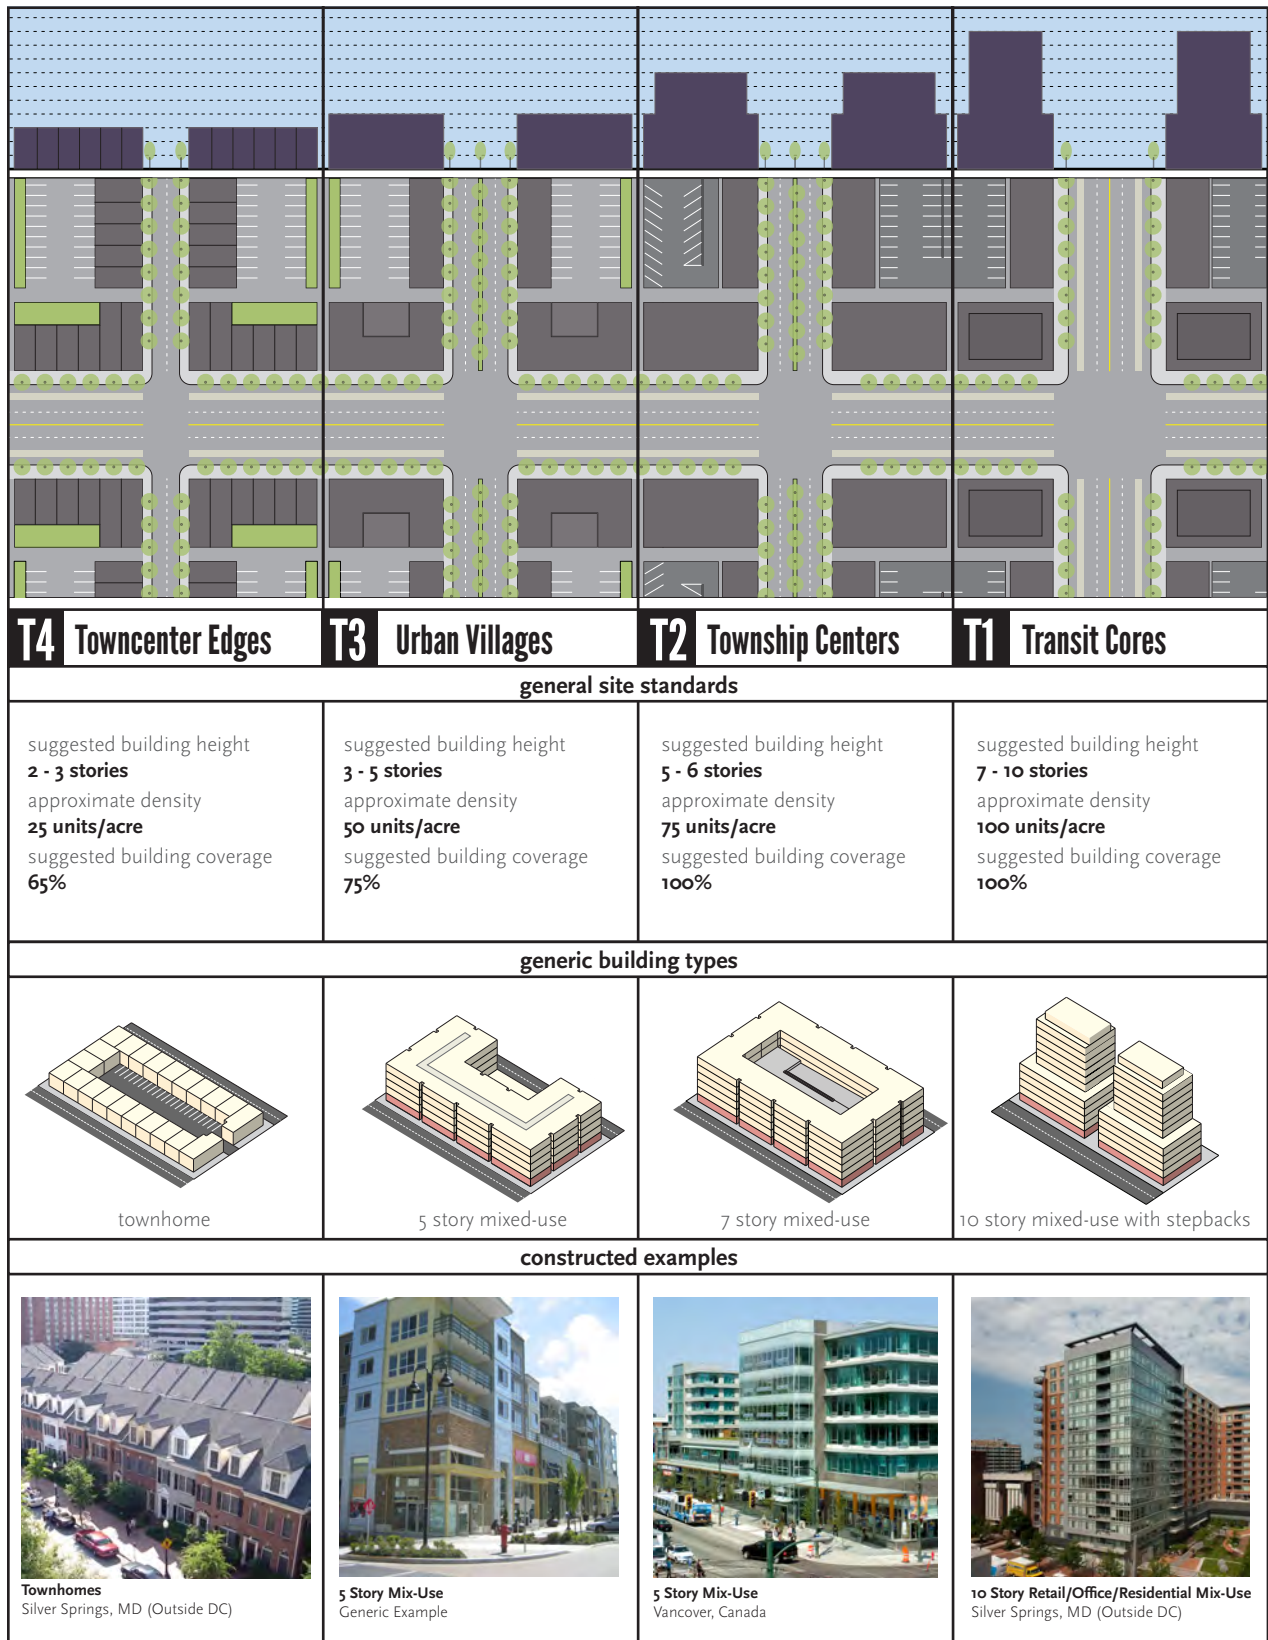 T4 Towncenter Edges
T3 Urban Villages
T2 Township Centers
T1 Transit Cores
general site standards
suggested building height
2 - 3 stories
approximate density
25 units/acre
suggested building coverage
65%
suggested building height
3 - 5 stories
approximate density
50 units/acre
suggested building coverage
75%
suggested building height
5 - 6 stories
approximate density
75 units/acre
suggested building coverage
100%
suggested building height
7 - 10 stories
approximate density
100 units/acre
suggested building coverage
100%
generic building types
townhome
5 story mixed-use
7 story mixed-use
10 story mixed-use with stepbacks
constructed examples
Townhomes
Silver Springs, MD (Outside DC)
5 Story Mix-Use
Generic Example
5 Story Mix-Use
Vancover, Canada
10 Story Retail/Office/Residential Mix-Use
Silver Springs, MD (Outside DC)